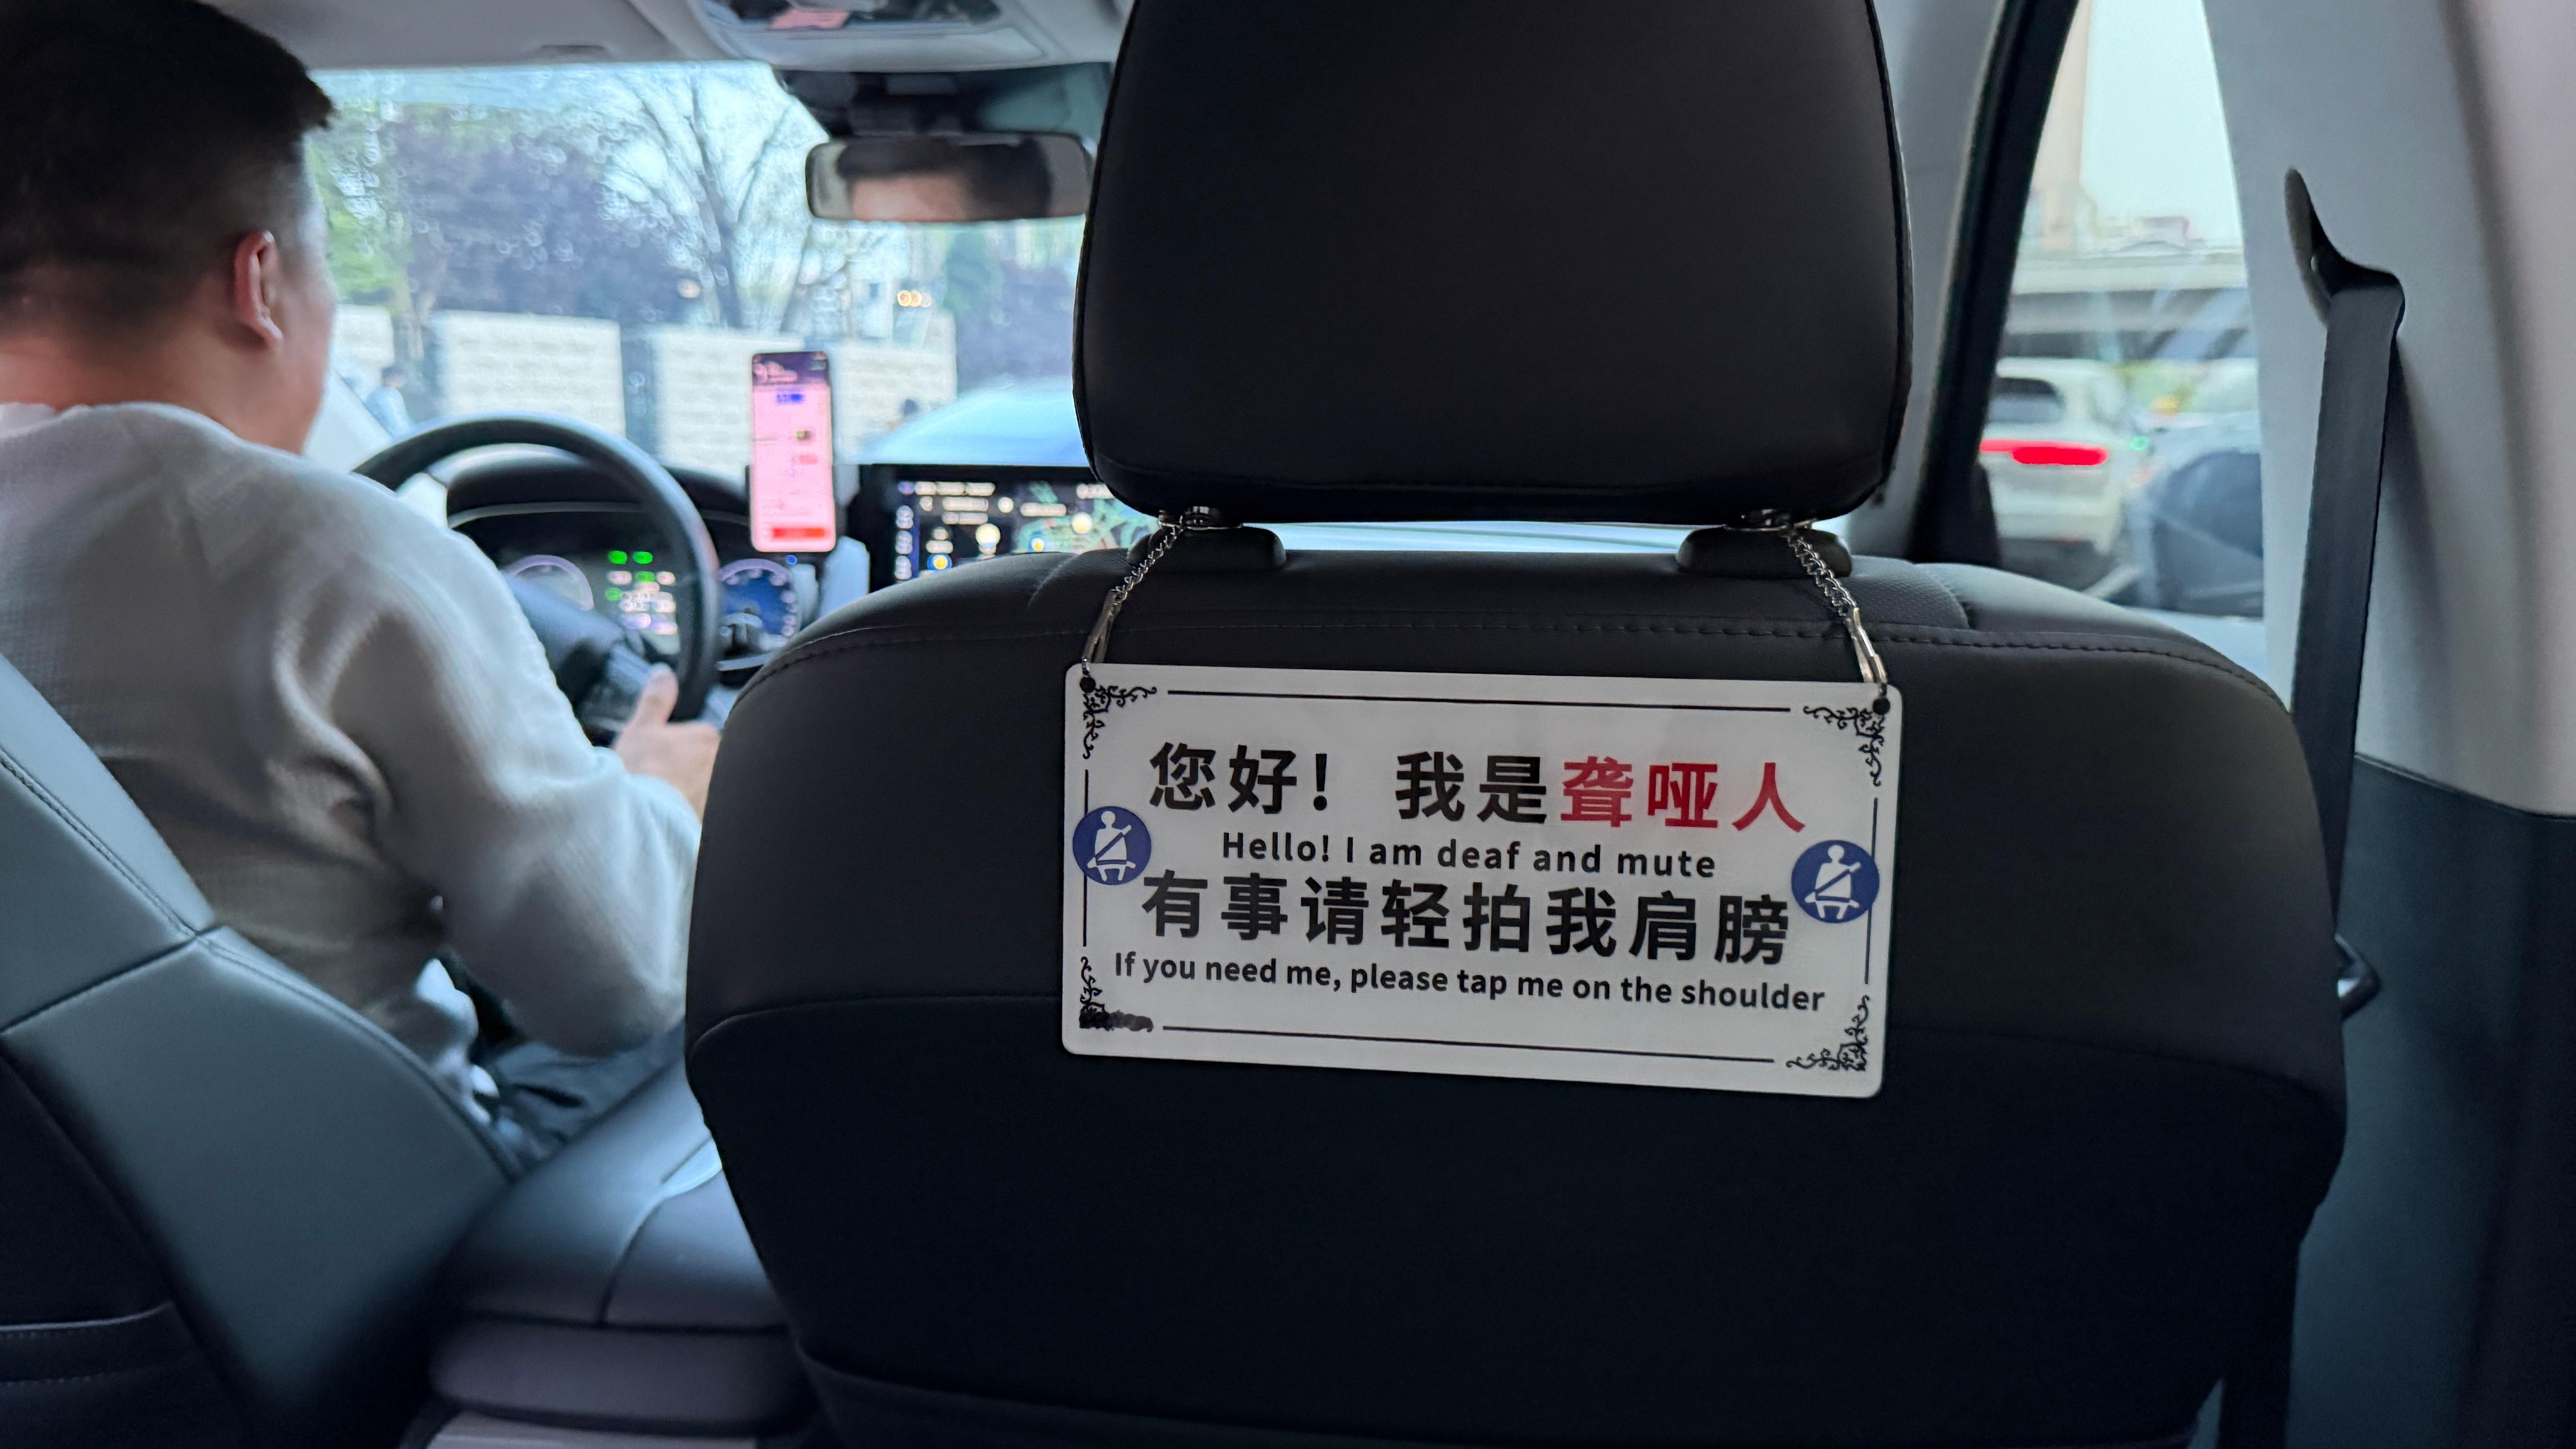 您好！ 我是聋哑人
Hello! I am deaf and mute
有事请轻拍我肩膀
If you need me, please tap me on the shoulder